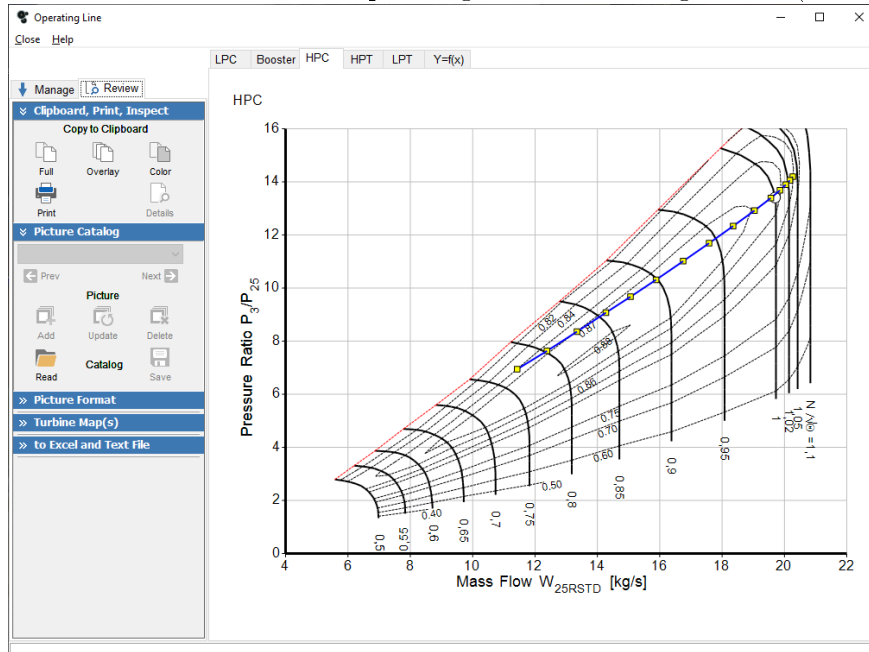 Operating Line
Close Help
LPC Booster HPC HPT LPT Y=f(x)
Manage Review
Clipboard, Print, Inspect
Copy to Clipboard
Full Overlay Color
Print Details
Picture Catalog
Prev Next
Picture
Add Update Delete
Read Catalog Save
Picture Format
Turbine Map(s)
to Excel and Text File
HPC
Pressure Ratio P3/P25
16
14
12
10
8
6
4
2
0
4 6 8 10 12 14 16 18 20 22
Mass Flow W25RSTD [kg/s]
0.82
0.84
0.87
0.88
0.86
0.75
0.70
0.60
0.50
0.40
0,5
0,55
0,6
0,65
0,7
0,75
0,8
0,85
0,9
0,95
1
1,02
1,05
N/√Θ = 1,1